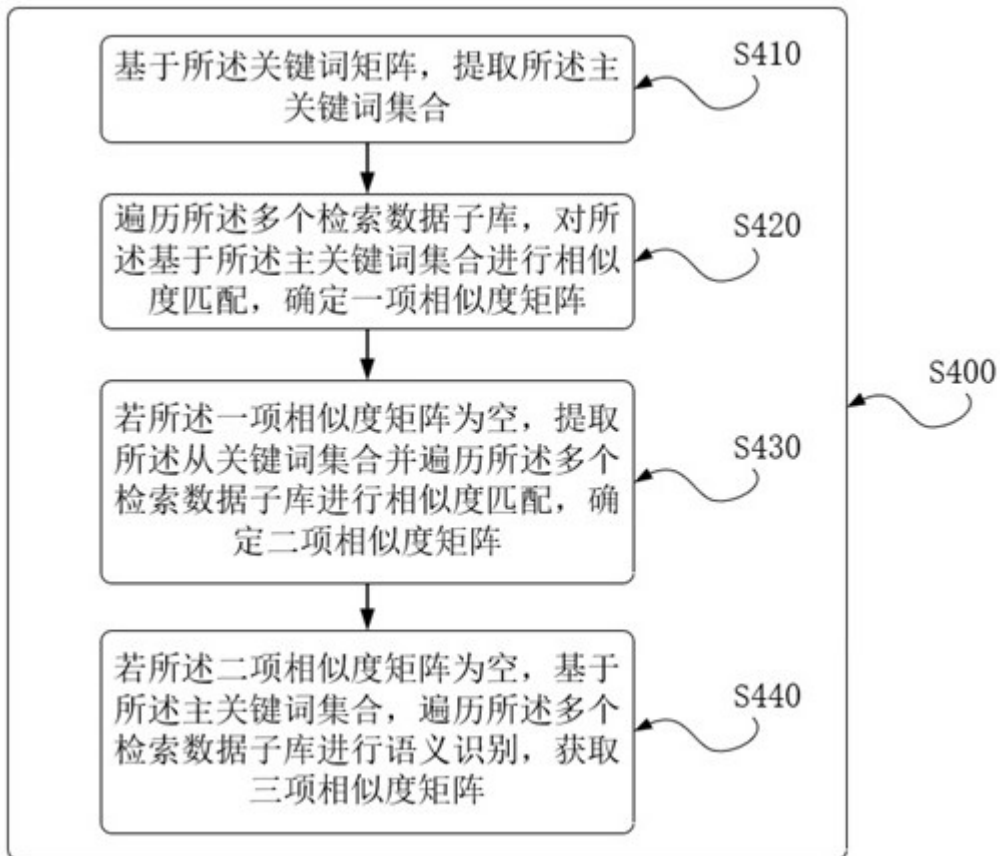 基于所述关键词矩阵，提取所述主
关键词集合
S410
遍历所述多个检索数据子库，对所
述基于所述主关键词集合进行相似
度匹配，确定一项相似度矩阵
S420
若所述一项相似度矩阵为空，提取
所述从关键词集合并遍历所述多个
检索数据子库进行相似度匹配，确
定二项相似度矩阵
S430
若所述二项相似度矩阵为空，基于
所述主关键词集合，遍历所述多个
检索数据子库进行语义识别，获取
三项相似度矩阵
S440
S400